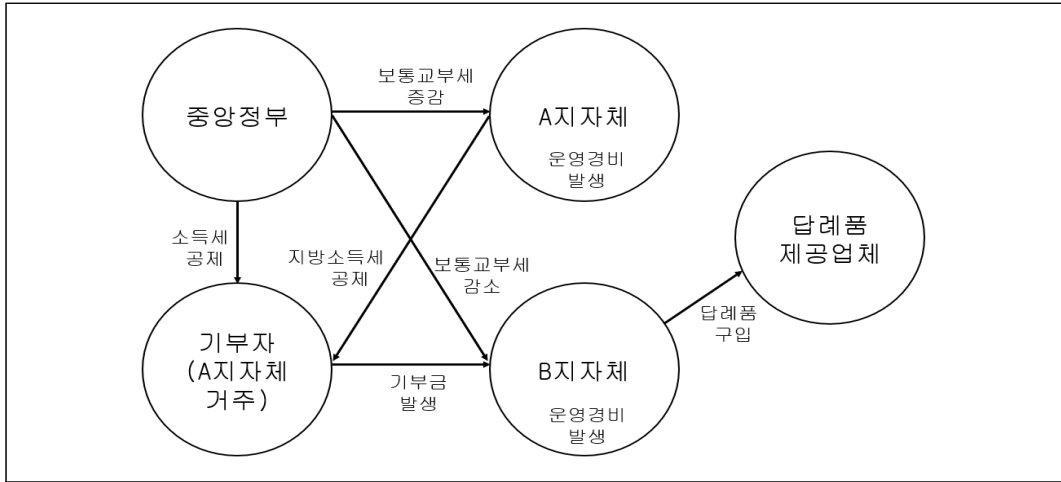 보통교부세
증감
중앙정부
A지자체
운영경비
발생
답례품
제공업체
소득세
공제
지방소득세
공제
보통교부세
감소
답례품
구입
기부자
(A지자체
거주)
기부금
발생
B지자체
운영경비
발생